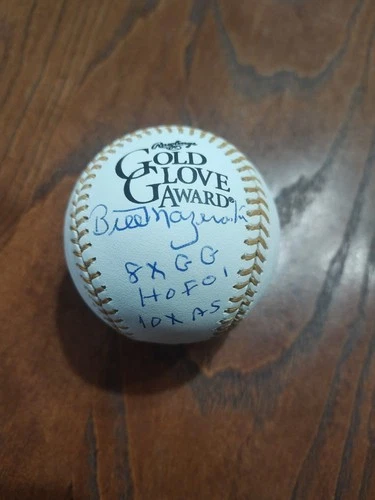 Rawlings
GOLD
GLOVE
AWARD®
Bill Mazeroski
8X GG
HOF 01
10X AS